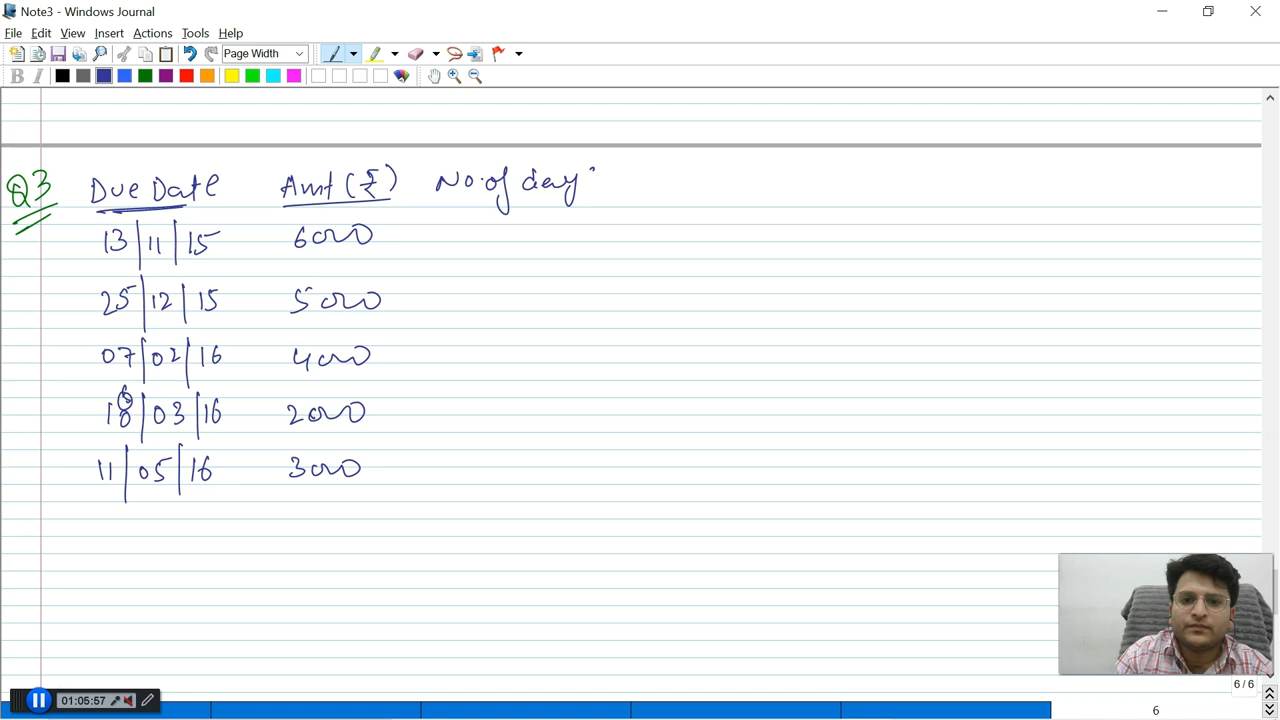 Note3 - Windows Journal
File Edit View Insert Actions Tools Help
Page Width
B I
Q3 Due Date Amt (₹) No. of days
13|11|15 6000
25|12|15 5000
07|02|16 4000
|03|16 2000
11|05|16 3000
01:05:57
6/6
6